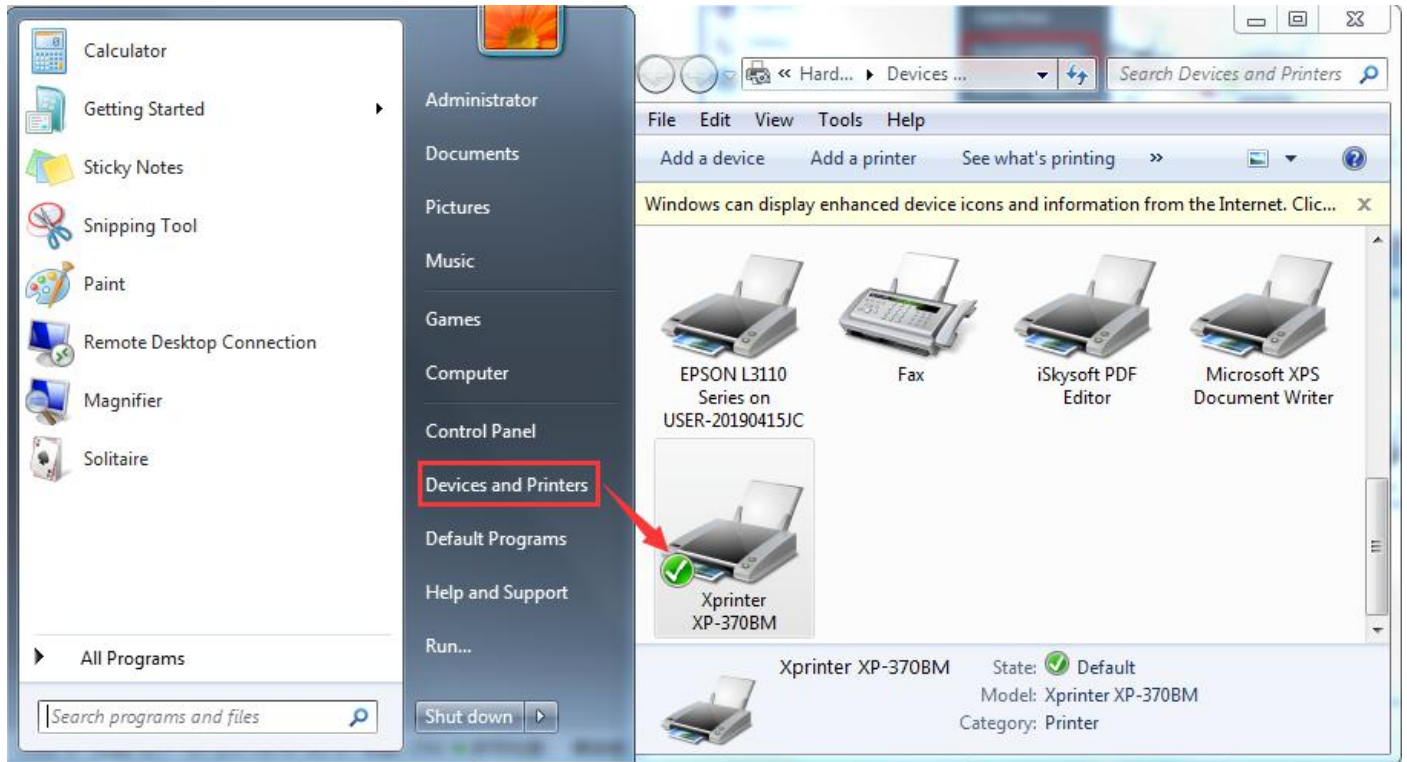 Calculator
Getting Started
Sticky Notes
Snipping Tool
Paint
Remote Desktop Connection
Magnifier
Solitaire
All Programs
Search programs and files
Administrator
Documents
Pictures
Music
Games
Computer
Control Panel
Devices and Printers
Default Programs
Help and Support
Run...
Shut down
« Hard... Devices ...
Search Devices and Printers
File Edit View Tools Help
Add a device Add a printer See what's printing »
Windows can display enhanced device icons and information from the Internet. Clic... x
EPSON L3110
Series on
USER-20190415JC
Fax
iSkysoft PDF
Editor
Microsoft XPS
Document Writer
Xprinter
XP-370BM
Xprinter XP-370BM State: Default
Model: Xprinter XP-370BM
Category: Printer